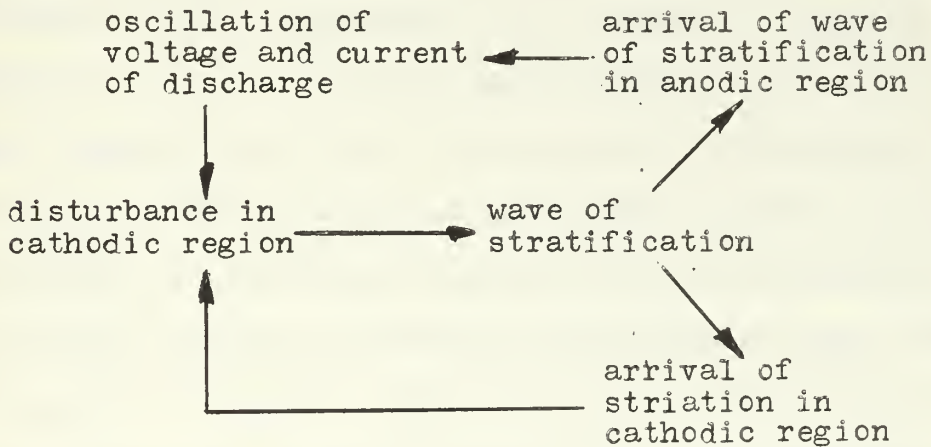 oscillation of
voltage and current
of discharge
arrival of wave
of stratification
in anodic region
disturbance in
cathodic region
wave of
stratification
arrival of
striation in
cathodic region